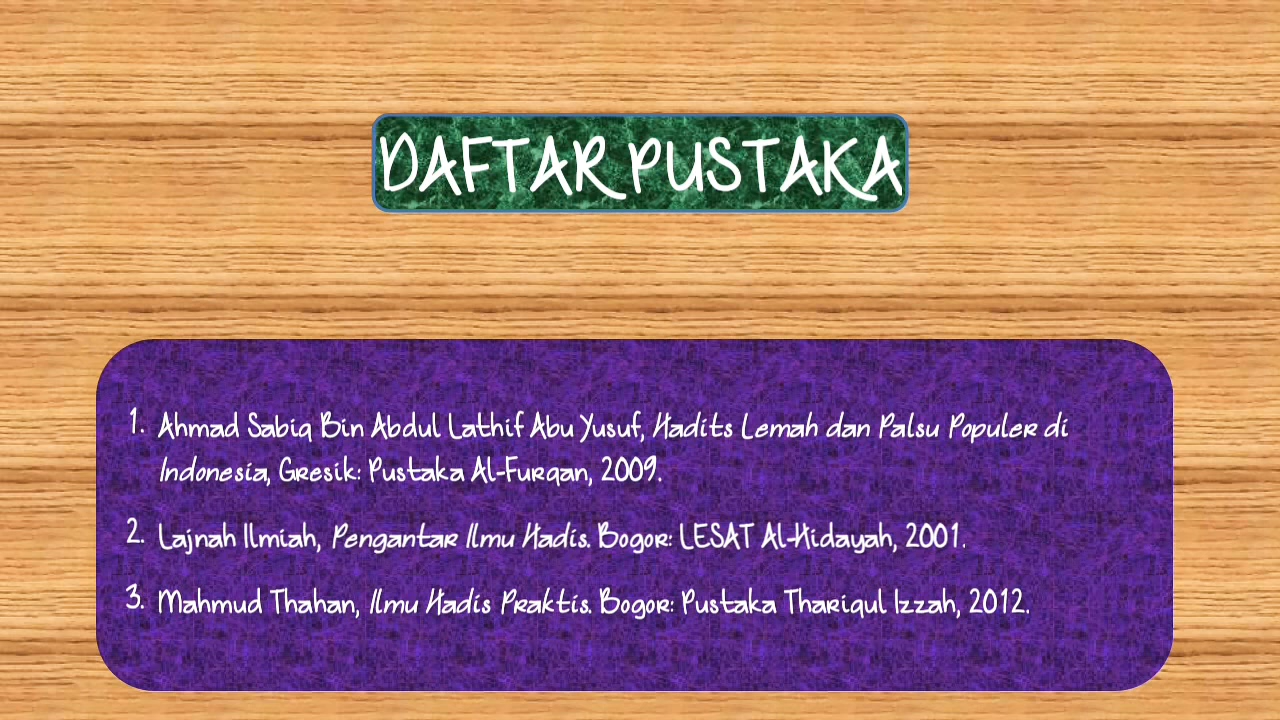 DAFTAR PUSTAKA
1. Ahmad Sabiq Bin Abdul Lathif Abu Yusuf, Hadits Lemah dan Palsu Populer di
Indonesia, Gresik: Pustaka Al-Furqan, 2009.
2. Lajnah Ilmiah, Pengantar Ilmu Hadis. Bogor: LESAT Al-Hidayah, 2001.
3. Mahmud Thahan, Ilmu Hadis Praktis. Bogor: Pustaka Thariqul Izzah, 2012.